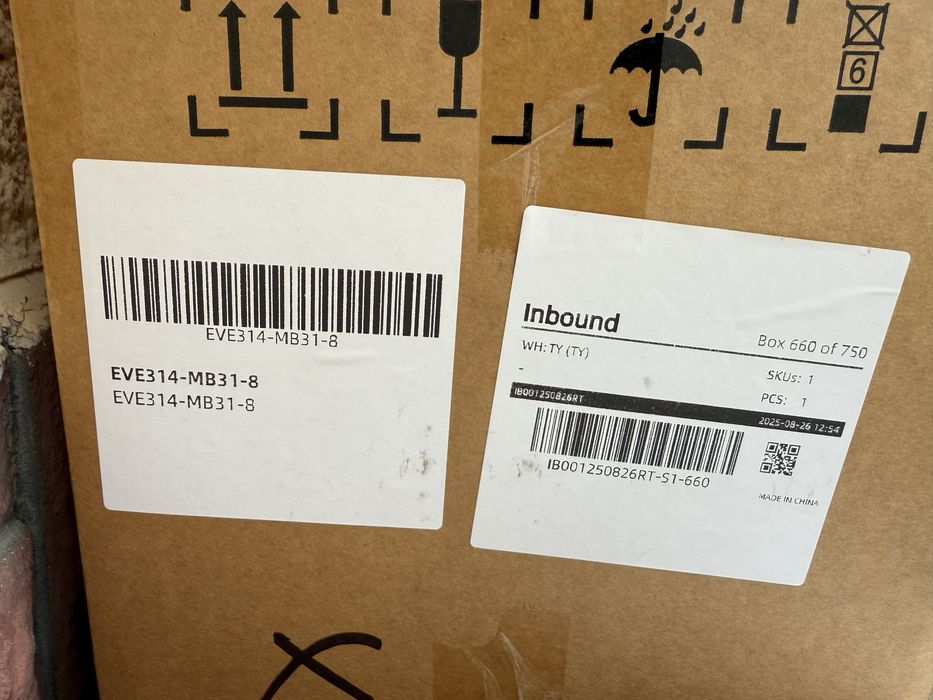 6
EVE314-MB31-8
EVE314-MB31-8
EVE314-MB31-8
Inbound
Box 660 of 750
WH: TY (TY)
SKUs: 1
-
PCS: 1
IB001250826RT
2025-08-26 12:54
IB001250826RT-S1-660
MADE IN CHINA